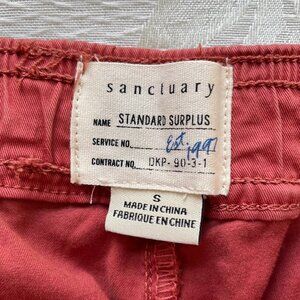 sanctuary
NAME STANDARD SURPLUS
SERVICE NO. Est. 1997
CONTRACT NO. DKP-90-3-1
S
MADE IN CHINA
FABRIQUE EN CHINE